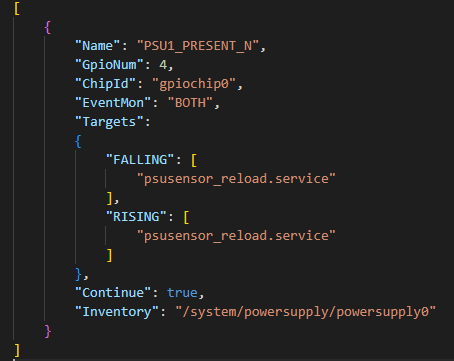 [
    {
        "Name": "PSU1_PRESENT_N",
        "GpioNum": 4,
        "ChipId": "gpiochip0",
        "EventMon": "BOTH",
        "Targets":
        {
            "FALLING": [
                "psusensor_reload.service"
            ],
            "RISING": [
                "psusensor_reload.service"
            ]
        },
        "Continue": true,
        "Inventory": "/system/powersupply/powersupply0"
    }
]